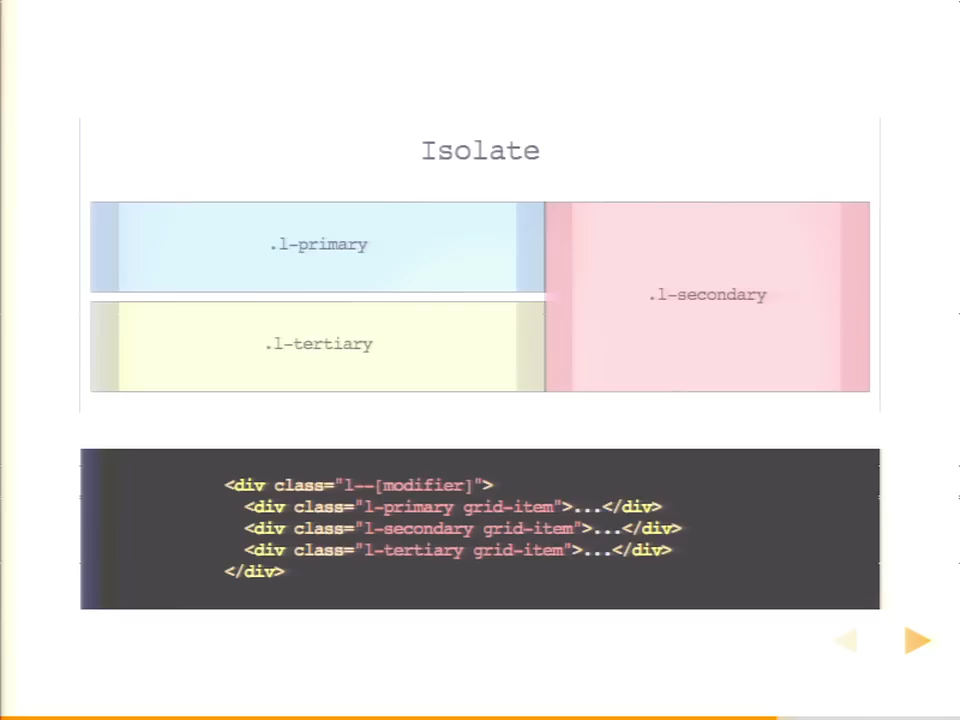 Isolate
.l-primary
.l-secondary
.l-tertiary
<div class="l--[modifier]">
  <div class="l-primary grid-item">...</div>
  <div class="l-secondary grid-item">...</div>
  <div class="l-tertiary grid-item">...</div>
</div>